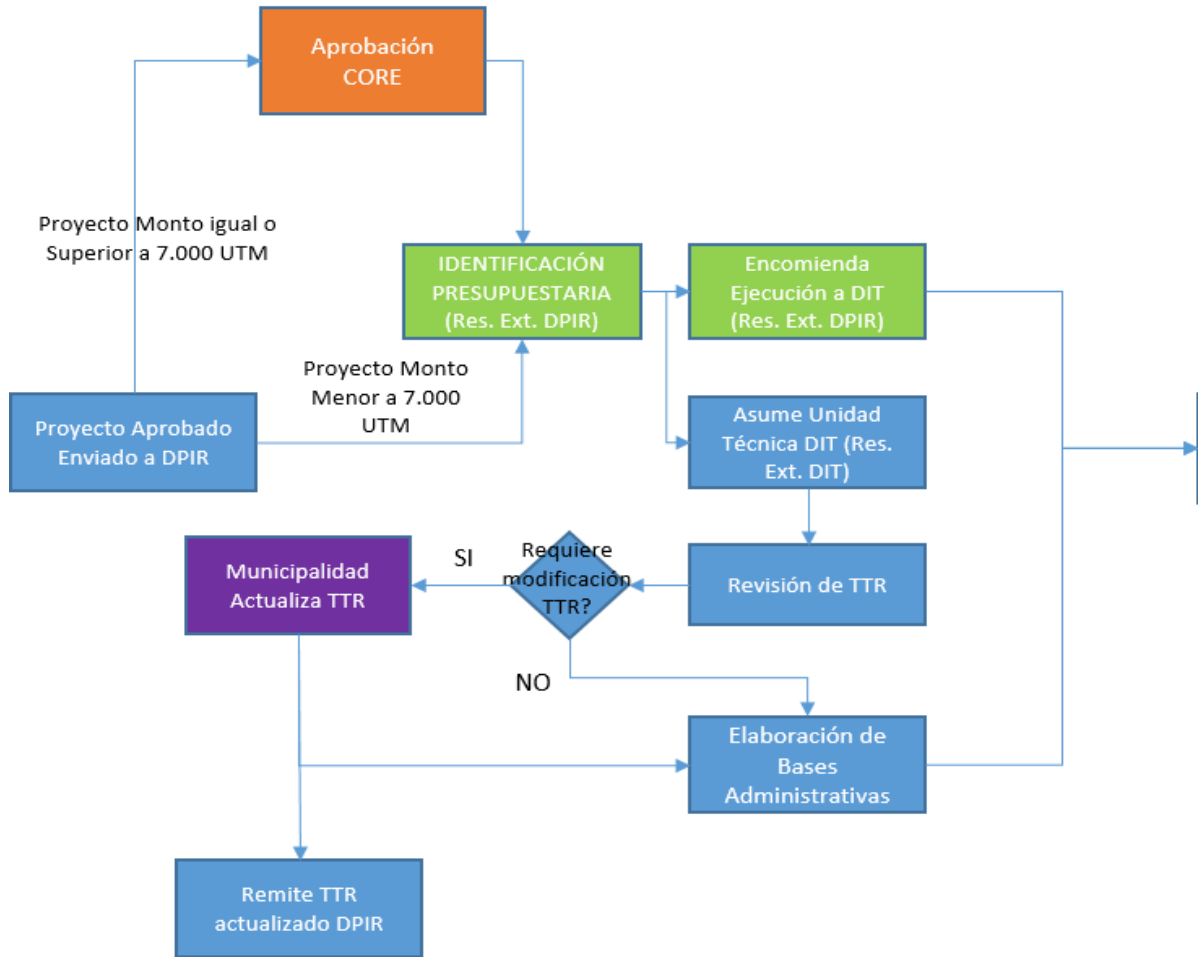 Aprobación
CORE
Proyecto Monto igual o
Superior a 7.000 UTM
IDENTIFICACIÓN
PRESUPUESTARIA
(Res. Ext. DPIR)
Encomienda
Ejecución a DIT
(Res. Ext. DPIR)
Proyecto Monto
Menor a 7.000
UTM
Proyecto Aprobado
Enviado a DPIR
Asume Unidad
Técnica DIT (Res.
Ext. DIT)
Municipalidad
Actualiza TTR
SI
Requiere
modificación
TTR?
Revisión de TTR
NO
Elaboración de
Bases
Administrativas
Remite TTR
actualizado DPIR